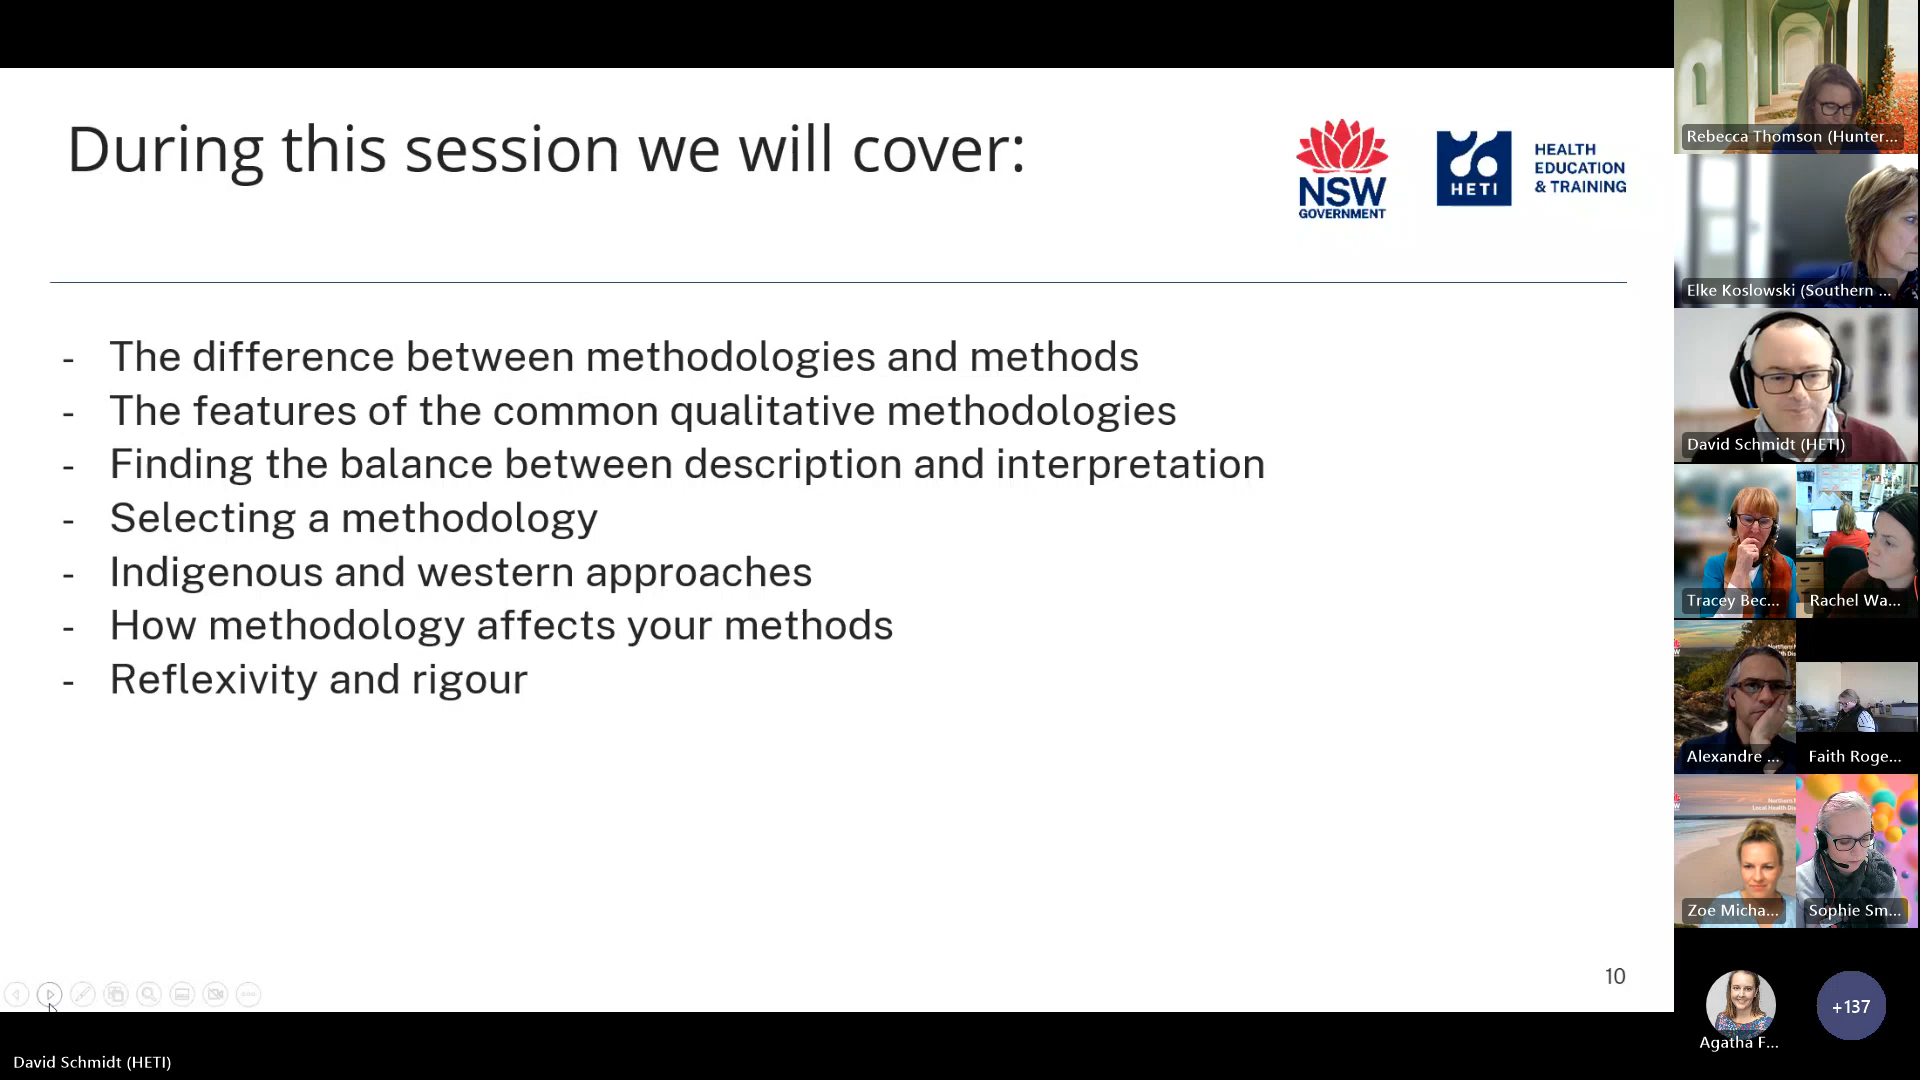 During this session we will cover:
NSW
GOVERNMENT
HETI
HEALTH
EDUCATION
& TRAINING
- The difference between methodologies and methods
- The features of the common qualitative methodologies
- Finding the balance between description and interpretation
- Selecting a methodology
- Indigenous and western approaches
- How methodology affects your methods
- Reflexivity and rigour
10
David Schmidt (HETI)
Rebecca Thomson (Hunter...
Elke Koslowski (Southern ...
David Schmidt (HETI)
Tracey Bec...
Rachel Wa...
Alexandre ...
Faith Roge...
Zoe Micha...
Sophie Sm...
Agatha F...
+137